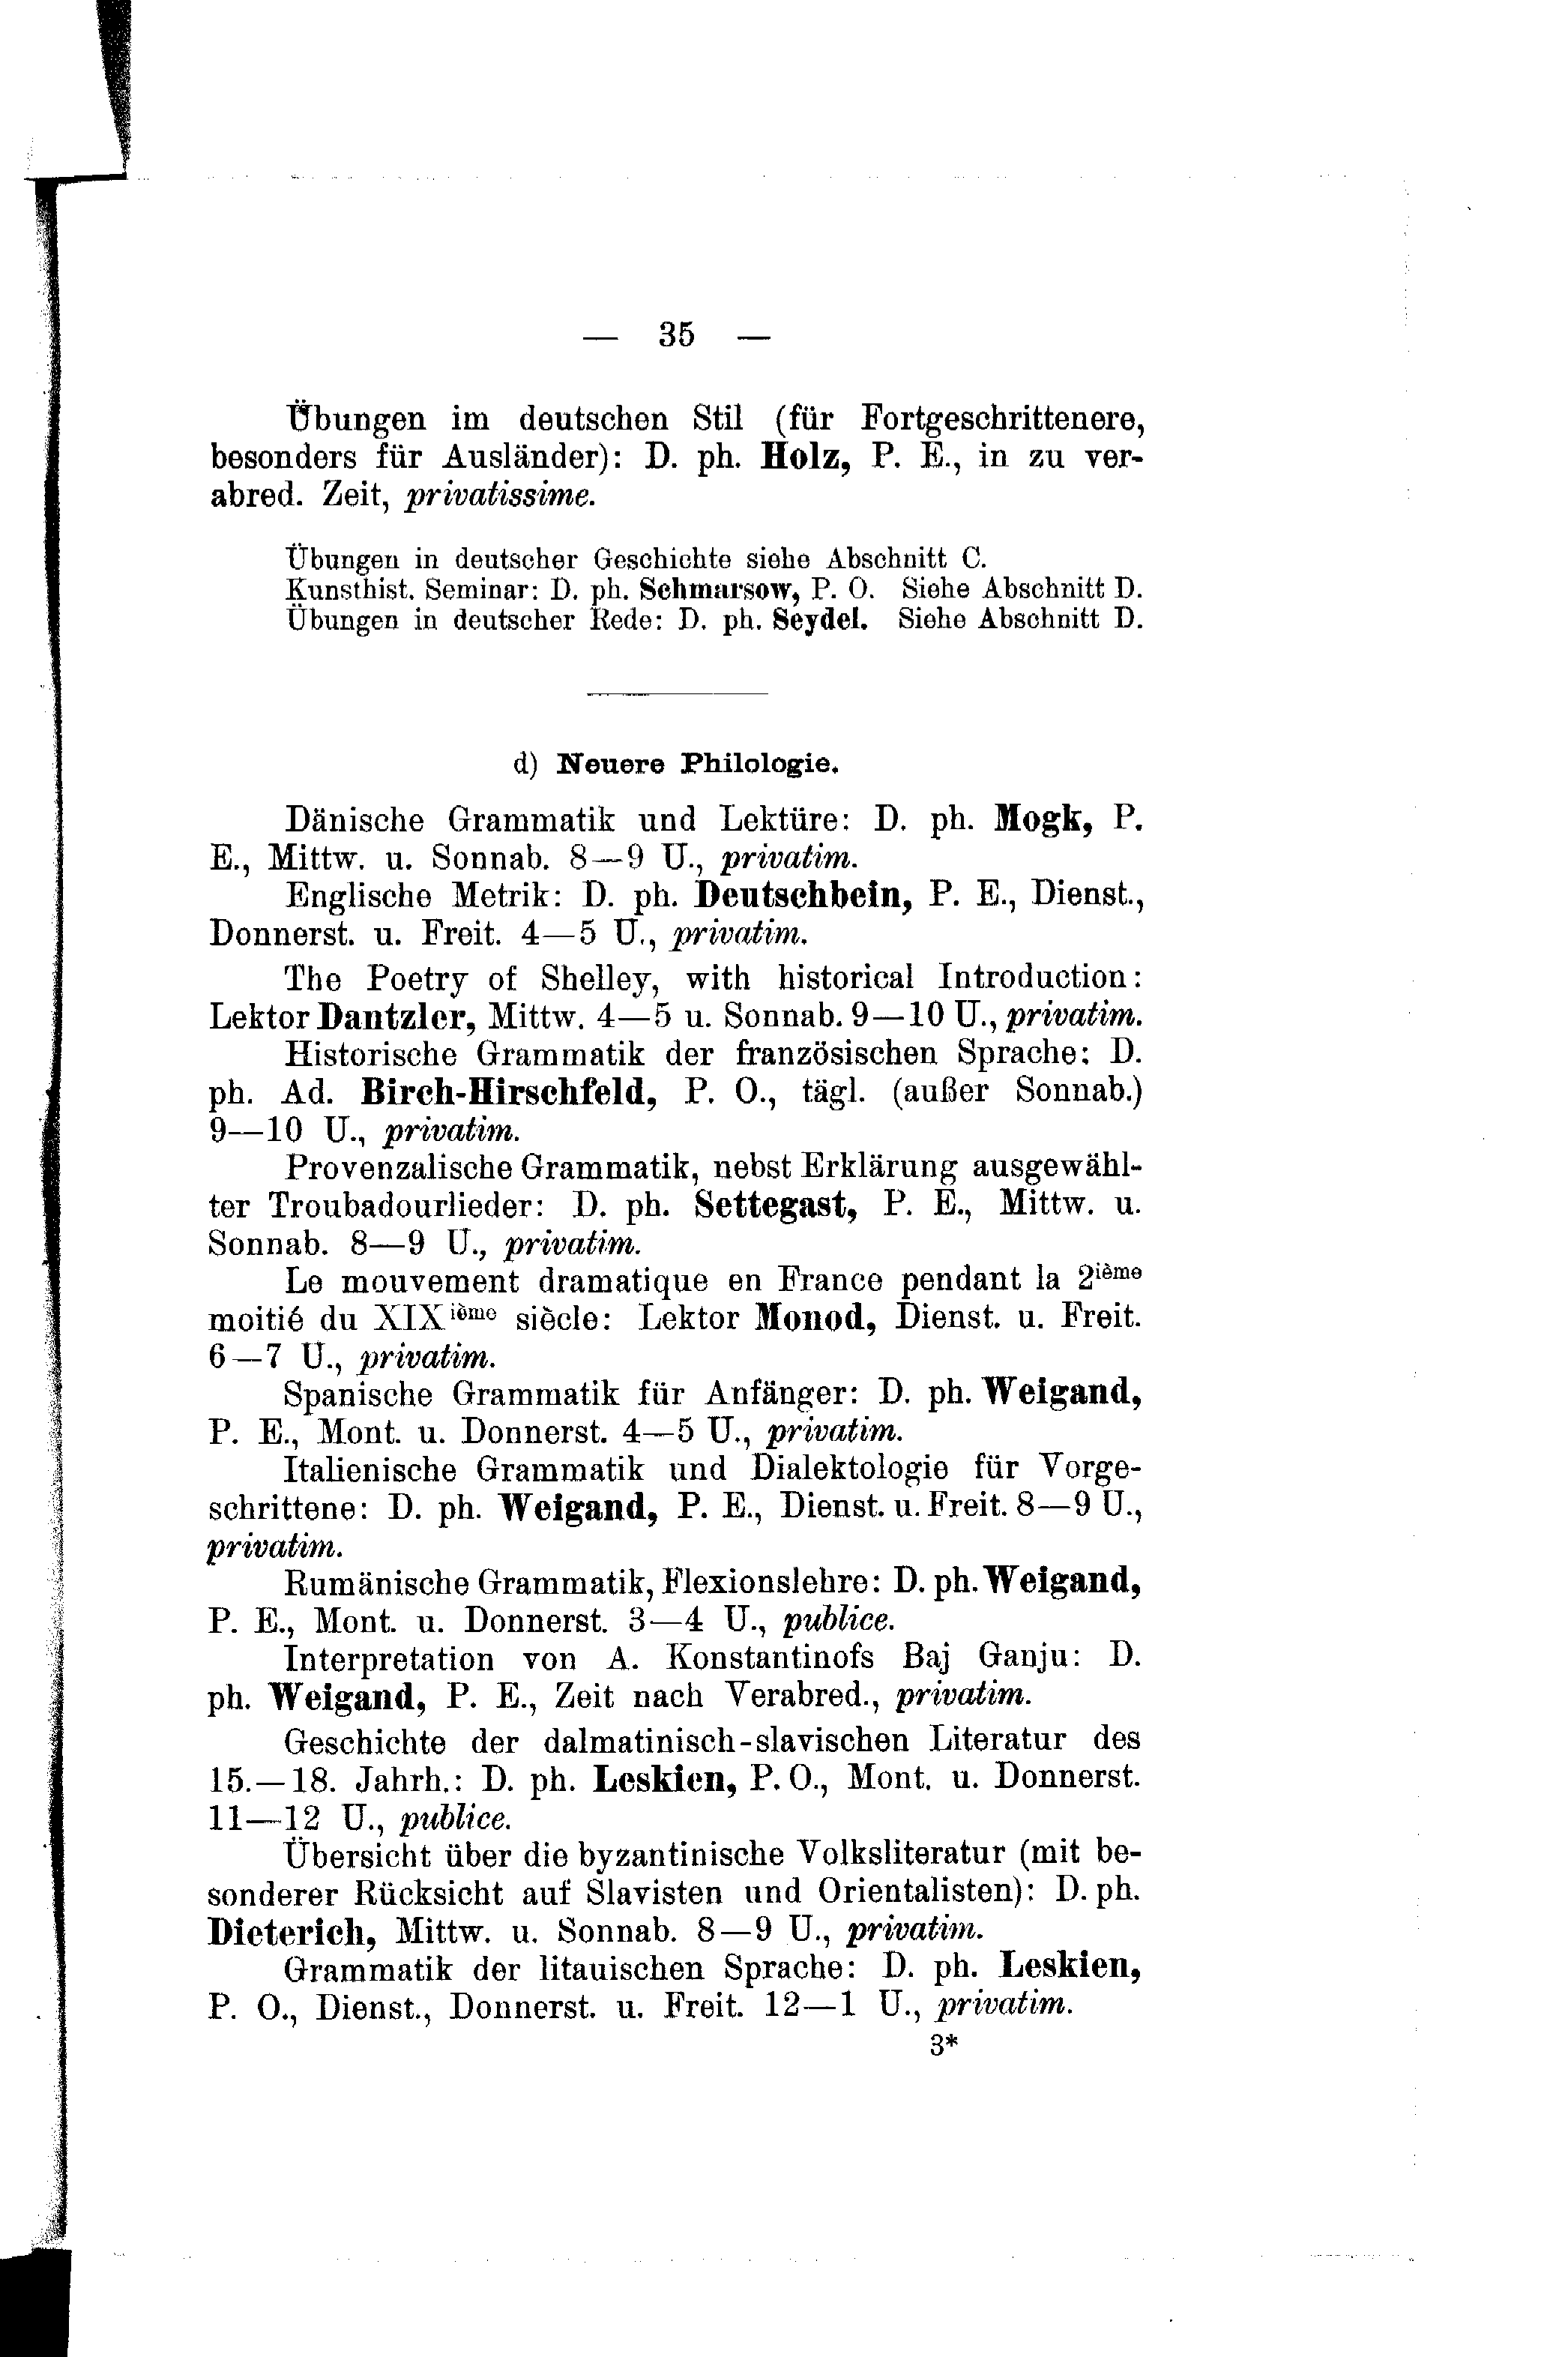 — 35 —
Übungen im deutschen Stil (für Fortgeschrittenere,
besonders für Ausländer): D. ph. Holz, P. E., in zu ver-
abred. Zeit, privatissime.
Übungen in deutscher Geschichte siehe Abschnitt C.
Kunsthist. Seminar: D. ph. Schmarsow, P. O. Siehe Abschnitt D.
Übungen in deutscher Rede: D. ph. Seydel. Siehe Abschnitt D.
d) Neuere Philologie.
Dänische Grammatik und Lektüre: D. ph. Mogk, P.
E., Mittw. u. Sonnab. 8—9 U., privatim.
Englische Metrik: D. ph. Deutschbein, P. E., Dienst.,
Donnerst. u. Freit. 4—5 U., privatim.
The Poetry of Shelley, with historical Introduction:
Lektor Dantzler, Mittw. 4—5 u. Sonnab. 9—10 U., privatim.
Historische Grammatik der französischen Sprache: D.
ph. Ad. Birch-Hirschfeld, P. O., tägl. (außer Sonnab.)
9—10 U., privatim.
Provenzalische Grammatik, nebst Erklärung ausgewähl-
ter Troubadourlieder: D. ph. Settegast, P. E., Mittw. u.
Sonnab. 8—9 U., privatim.
Le mouvement dramatique en France pendant la 2ième
moitié du XIXième siècle: Lektor Monod, Dienst. u. Freit.
6—7 U., privatim.
Spanische Grammatik für Anfänger: D. ph. Weigand,
P. E., Mont. u. Donnerst. 4—5 U., privatim.
Italienische Grammatik und Dialektologie für Vorge-
schrittene: D. ph. Weigand, P. E., Dienst. u. Freit. 8—9 U.,
privatim.
Rumänische Grammatik, Flexionslehre: D. ph. Weigand,
P. E., Mont. u. Donnerst. 3—4 U., publice.
Interpretation von A. Konstantinofs Baj Ganju: D.
ph. Weigand, P. E., Zeit nach Verabred., privatim.
Geschichte der dalmatinisch-slavischen Literatur des
15.—18. Jahrh.: D. ph. Leskien, P. O., Mont. u. Donnerst.
11—12 U., publice.
Übersicht über die byzantinische Volksliteratur (mit be-
sonderer Rücksicht auf Slavisten und Orientalisten): D. ph.
Dieterich, Mittw. u. Sonnab. 8—9 U., privatim.
Grammatik der litauischen Sprache: D. ph. Leskien,
P. O., Dienst., Donnerst. u. Freit. 12—1 U., privatim.
3*